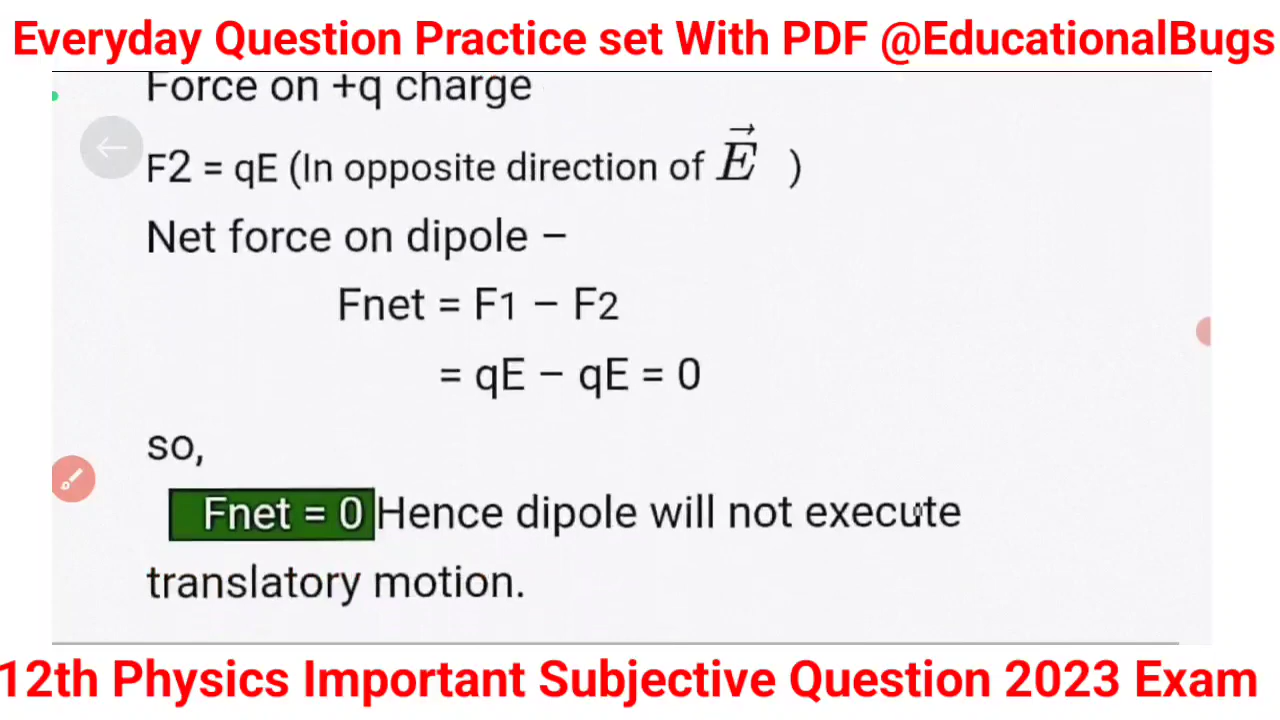 Everyday Question Practice set With PDF @EducationalBugs
Force on +q charge
F2 = qE (In opposite direction of E⃗ )
Net force on dipole –
Fnet = F1 – F2
= qE – qE = 0
so,
Fnet = 0 Hence dipole will not execute
translatory motion.
12th Physics Important Subjective Question 2023 Exam